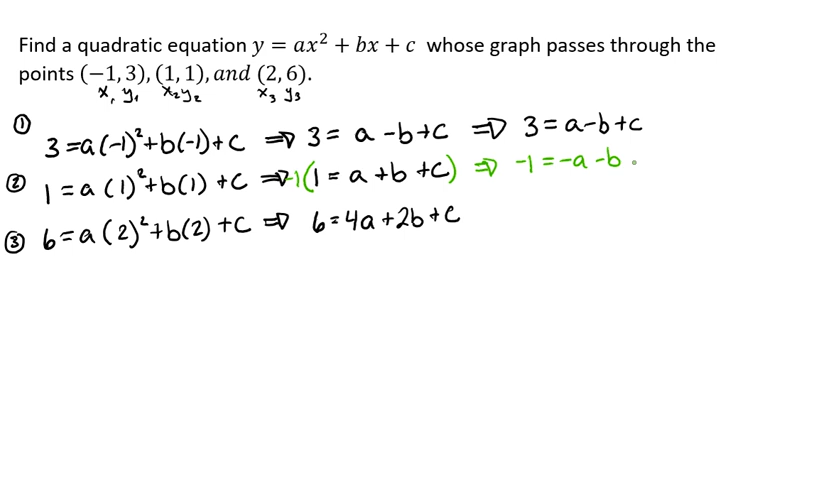 Find a quadratic equation y = ax² + bx + c whose graph passes through the
points (−1, 3), (1, 1), and (2, 6).
x₁ y₁ x₂ y₂ x₃ y₃
① 3 = a(-1)² + b(-1) + c ⇒ 3 = a - b + c ⇒ 3 = a - b + c
② 1 = a(1)² + b(1) + c ⇒ -1(1 = a + b + c) ⇒ -1 = -a - b
③ 6 = a(2)² + b(2) + c ⇒ 6 = 4a + 2b + c